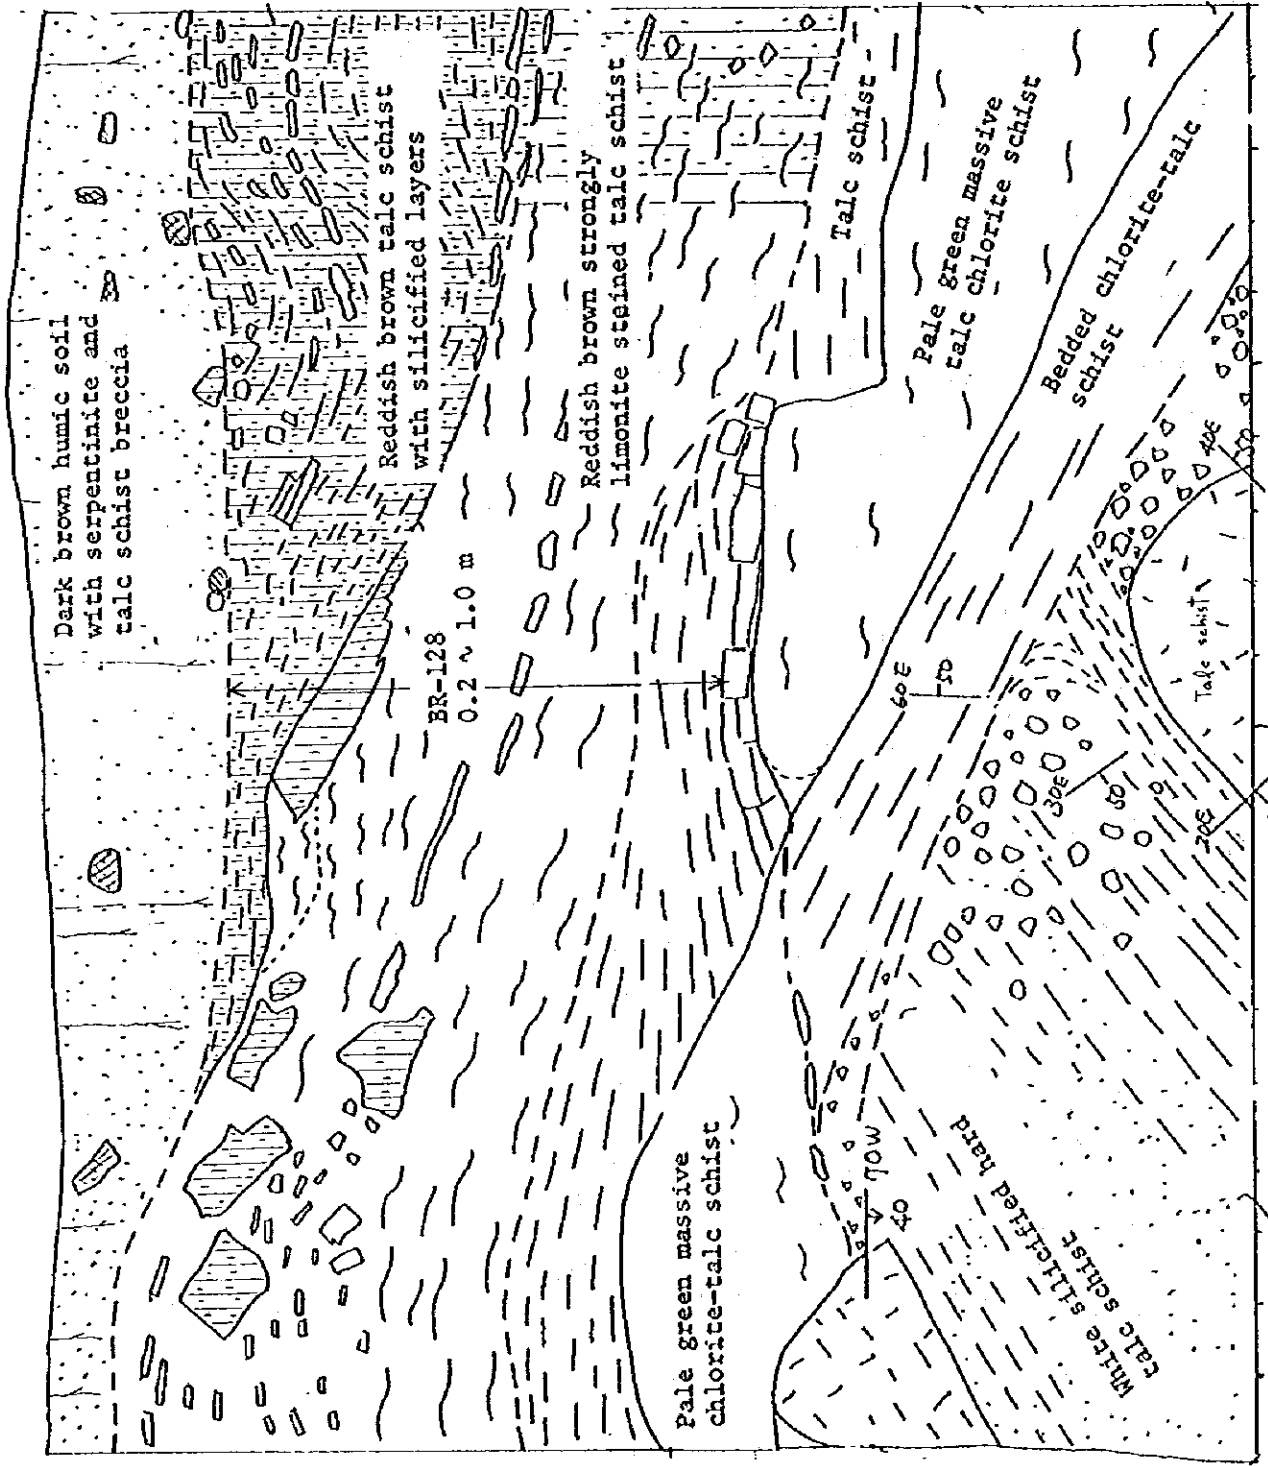 Dark brown humic soil
with serpentinite and
talc schist breccia
Reddish brown talc schist
with silicified layers
BR-128
0.2 ~ 1.0 m
Reddish brown strongly
limonite steined talc schist
Talc schist
Pale green massive
talc chlorite schist
Bedded chlorite-talc
schist
Pale green massive
chlorite-talc schist
White silicified hard
talc schist
Talc schist
60E
50
30E
50
20E
40E
50
70W
40